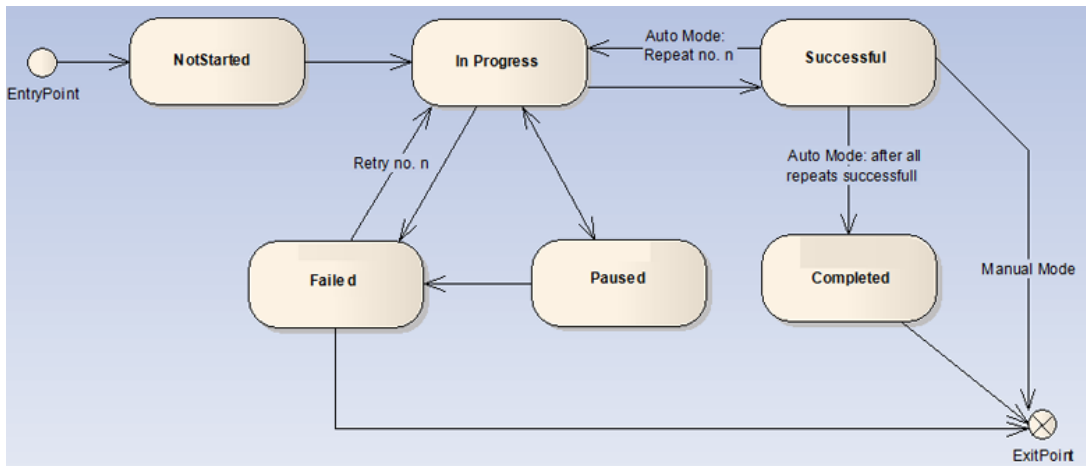 EntryPoint
NotStarted
In Progress
Auto Mode:
Repeat no. n
Successful
Retry no. n
Auto Mode: after all
repeats successfull
Failed
Paused
Completed
Manual Mode
ExitPoint